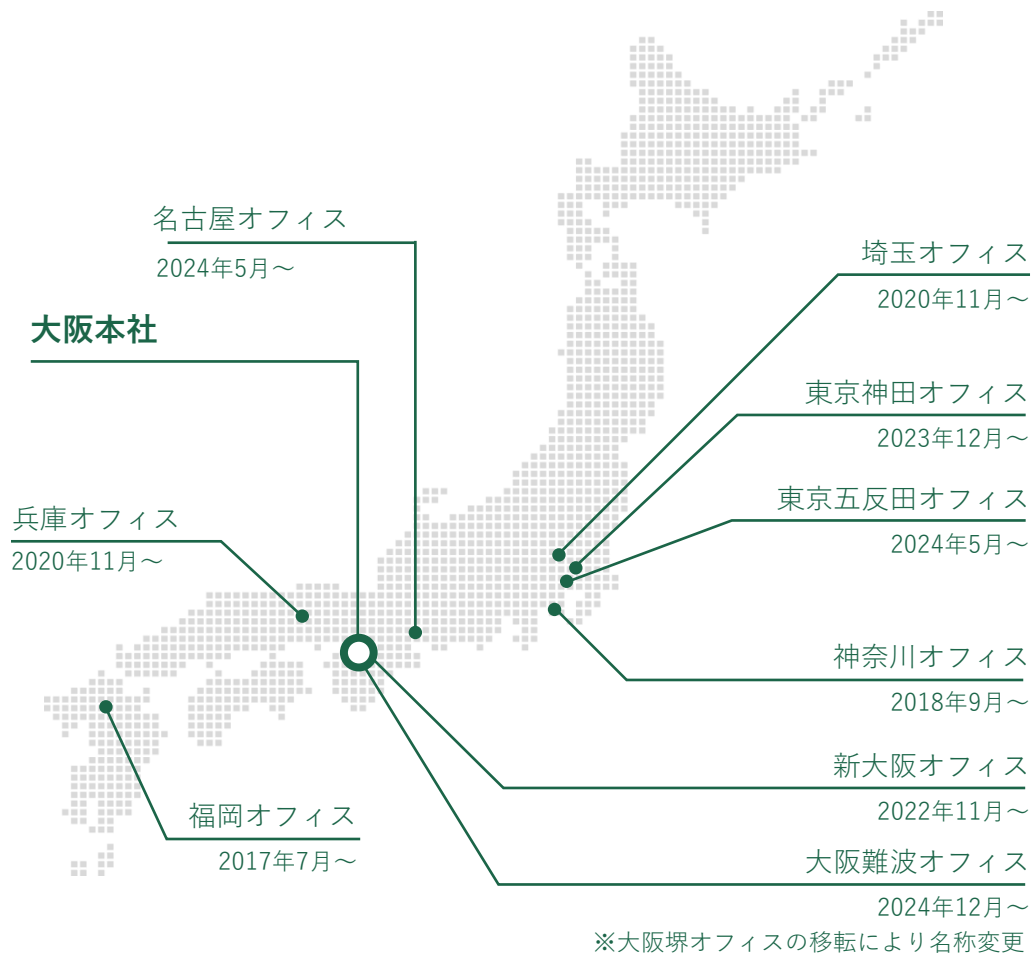 名古屋オフィス
2024年5月～
大阪本社
兵庫オフィス
2020年11月～
福岡オフィス
2017年7月～
埼玉オフィス
2020年11月～
東京神田オフィス
2023年12月～
東京五反田オフィス
2024年5月～
神奈川オフィス
2018年9月～
新大阪オフィス
2022年11月～
大阪難波オフィス
2024年12月～
※大阪堺オフィスの移転により名称変更